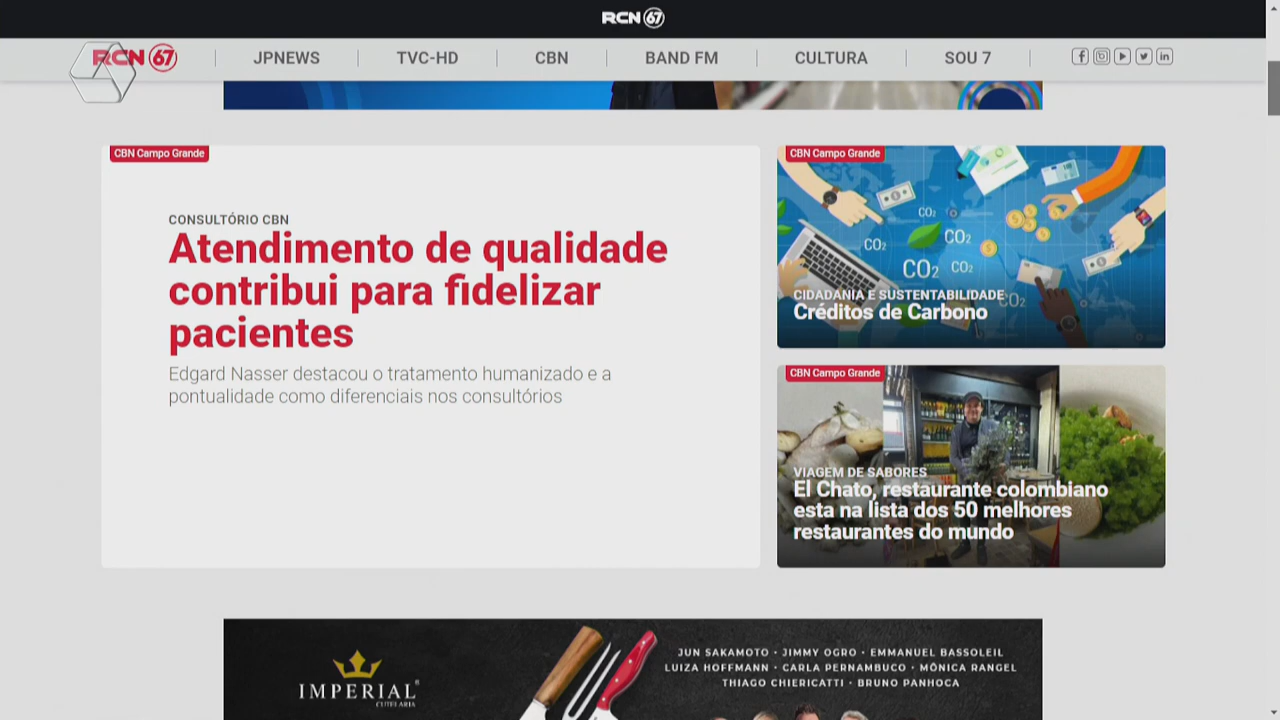 RCN 67
RCN 67
JPNEWS
TVC-HD
CBN
BAND FM
CULTURA
SOU 7
CBN Campo Grande
CONSULTÓRIO CBN
Atendimento de qualidade
contribui para fidelizar
pacientes
Edgard Nasser destacou o tratamento humanizado e a
pontualidade como diferenciais nos consultórios
CBN Campo Grande
CO₂
CO₂
CO₂
CO₂
CO₂
CO₂
CIDADANIA E SUSTENTABILIDADE
Créditos de Carbono
CBN Campo Grande
VIAGEM DE SABORES
El Chato, restaurante colombiano
esta na lista dos 50 melhores
restaurantes do mundo
IMPERIAL®
CUTELARIA
JUN SAKAMOTO • JIMMY OGRO • EMMANUEL BASSOLEIL
LUIZA HOFFMANN • CARLA PERNAMBUCO • MÔNICA RANGEL
THIAGO CHIERICATTI • BRUNO PANHOCA